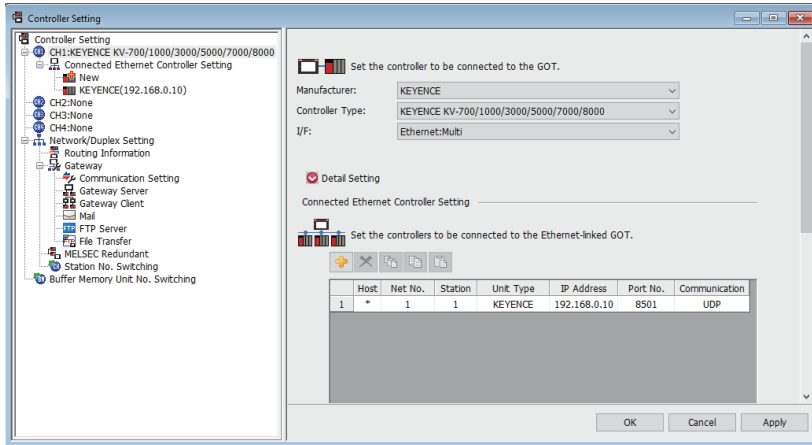 Controller Setting
Controller Setting
CH1:KEYENCE KV-700/1000/3000/5000/7000/8000
Connected Ethernet Controller Setting
New
KEYENCE(192.168.0.10)
CH2:None
CH3:None
CH4:None
Network/Duplex Setting
Routing Information
Gateway
Communication Setting
Gateway Server
Gateway Client
Mail
FTP FTP Server
File Transfer
MELSEC Redundant
Station No. Switching
Buffer Memory Unit No. Switching
Set the controller to be connected to the GOT.
Manufacturer: KEYENCE
Controller Type: KEYENCE KV-700/1000/3000/5000/7000/8000
I/F: Ethernet:Multi
Detail Setting
Connected Ethernet Controller Setting
Set the controllers to be connected to the Ethernet-linked GOT.
Host Net No. Station Unit Type IP Address Port No. Communication
1 * 1 1 KEYENCE 192.168.0.10 8501 UDP
OK Cancel Apply